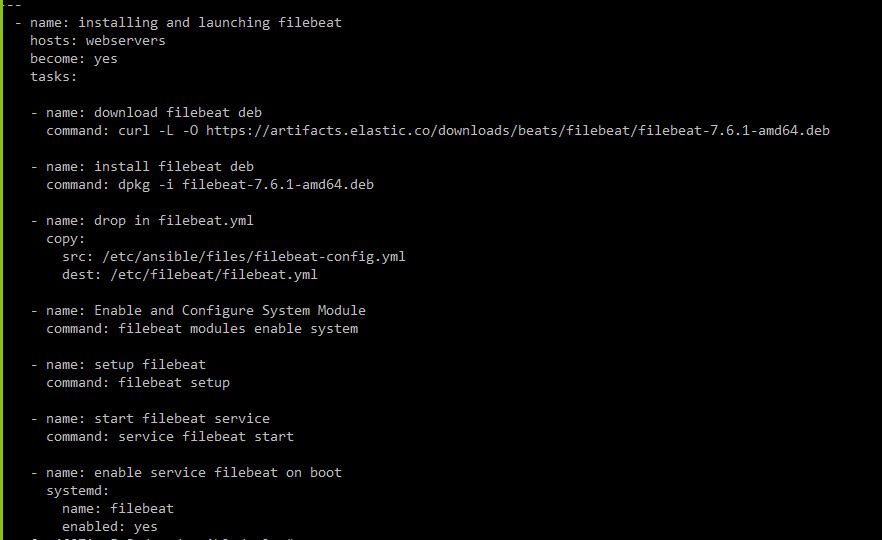 ---
- name: installing and launching filebeat
hosts: webservers
become: yes
tasks:
- name: download filebeat deb
command: curl -L -O https://artifacts.elastic.co/downloads/beats/filebeat/filebeat-7.6.1-amd64.deb
- name: install filebeat deb
command: dpkg -i filebeat-7.6.1-amd64.deb
- name: drop in filebeat.yml
copy:
src: /etc/ansible/files/filebeat-config.yml
dest: /etc/filebeat/filebeat.yml
- name: Enable and Configure System Module
command: filebeat modules enable system
- name: setup filebeat
command: filebeat setup
- name: start filebeat service
command: service filebeat start
- name: enable service filebeat on boot
systemd:
name: filebeat
enabled: yes